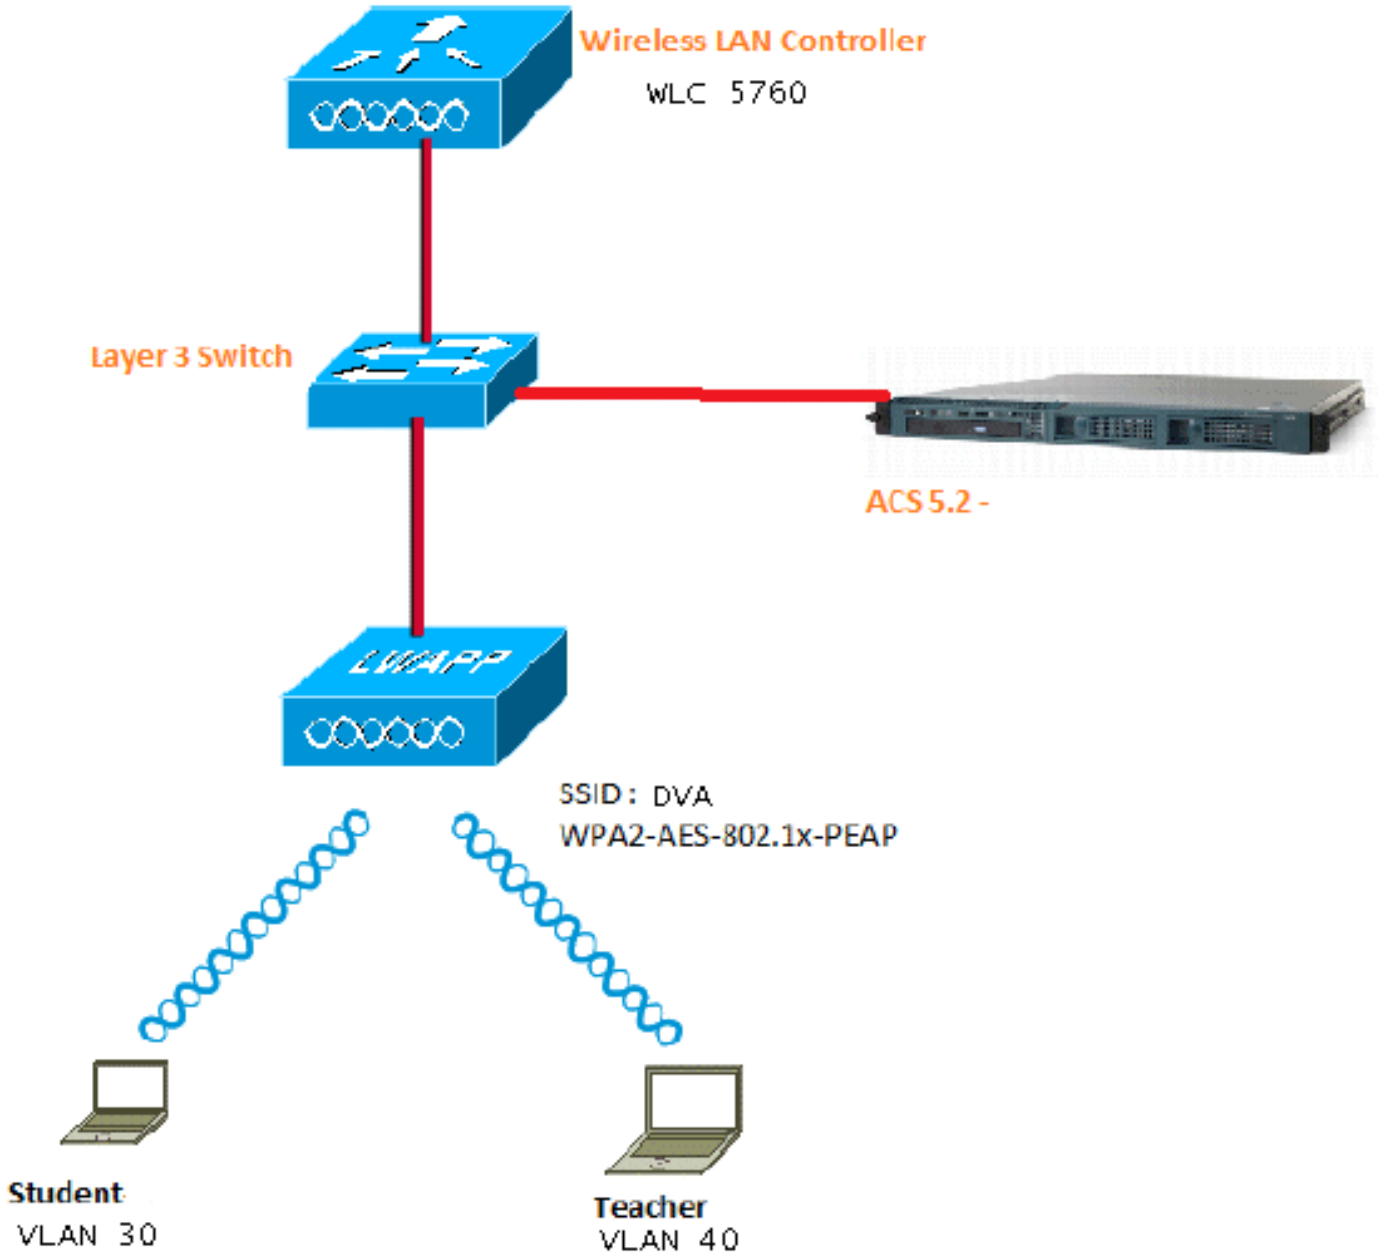 Wireless LAN Controller
WLC 5760
Layer 3 Switch
ACS 5.2 -
LWAPP
SSID : DVA
WPA2-AES-802.1x-PEAP
Student
VLAN 30
Teacher
VLAN 40